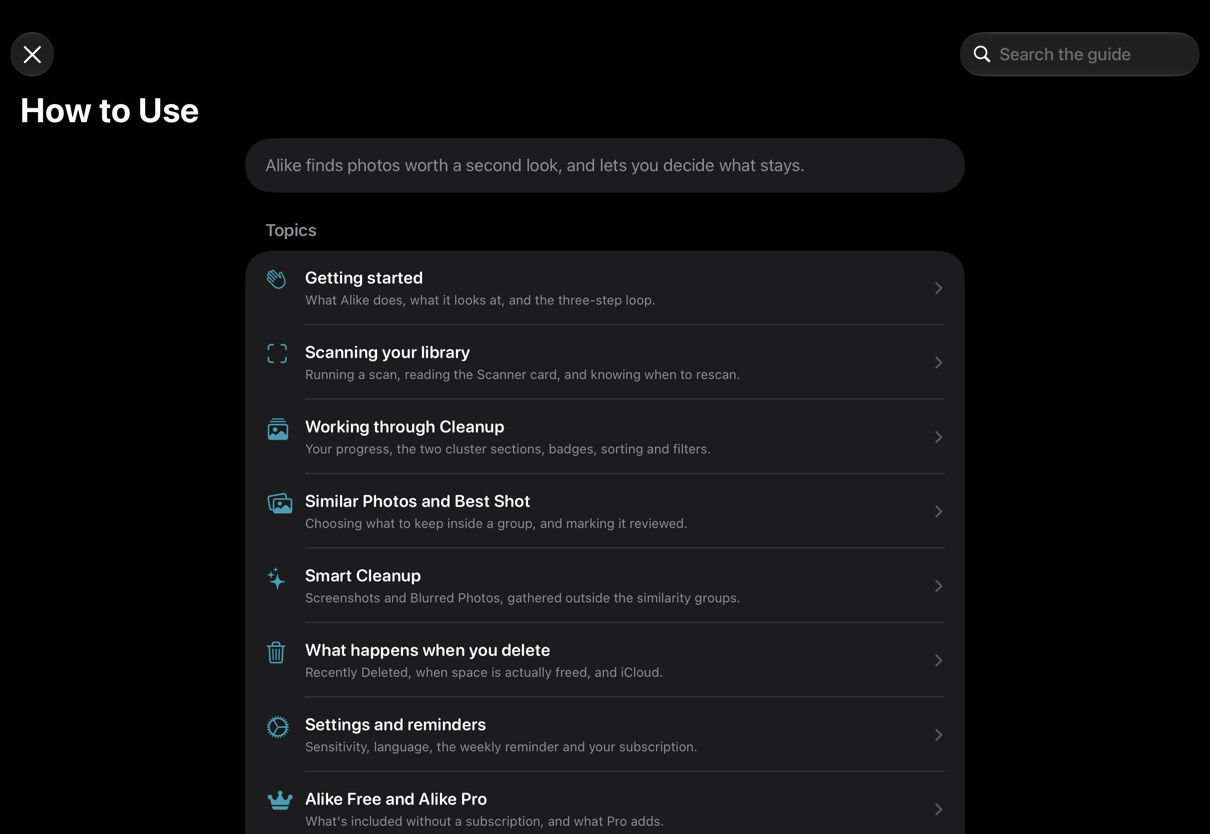 Search the guide
How to Use
Alike finds photos worth a second look, and lets you decide what stays.
Topics
Getting started
What Alike does, what it looks at, and the three-step loop.
Scanning your library
Running a scan, reading the Scanner card, and knowing when to rescan.
Working through Cleanup
Your progress, the two cluster sections, badges, sorting and filters.
Similar Photos and Best Shot
Choosing what to keep inside a group, and marking it reviewed.
Smart Cleanup
Screenshots and Blurred Photos, gathered outside the similarity groups.
What happens when you delete
Recently Deleted, when space is actually freed, and iCloud.
Settings and reminders
Sensitivity, language, the weekly reminder and your subscription.
Alike Free and Alike Pro
What's included without a subscription, and what Pro adds.